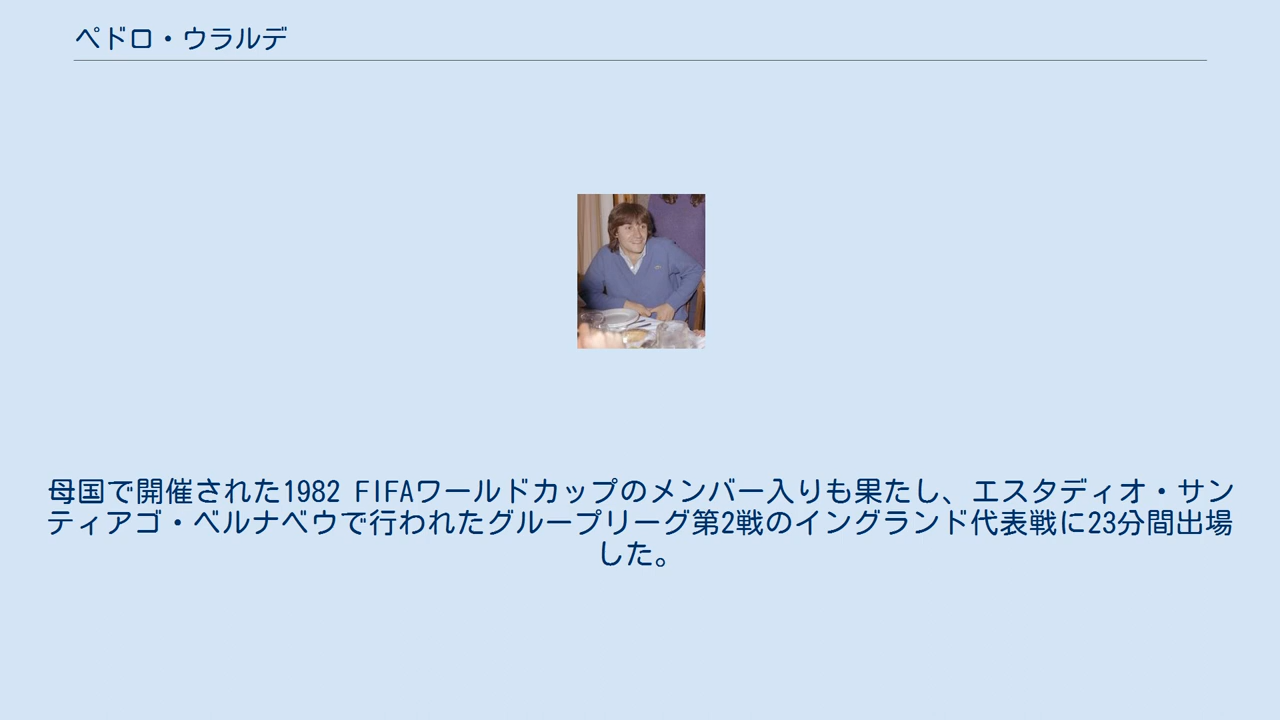 ペドロ・ウラルデ
母国で開催された1982 FIFAワールドカップのメンバー入りも果たし、エスタディオ・サン
ティアゴ・ベルナベウで行われたグループリーグ第2戦のイングランド代表戦に23分間出場
した。